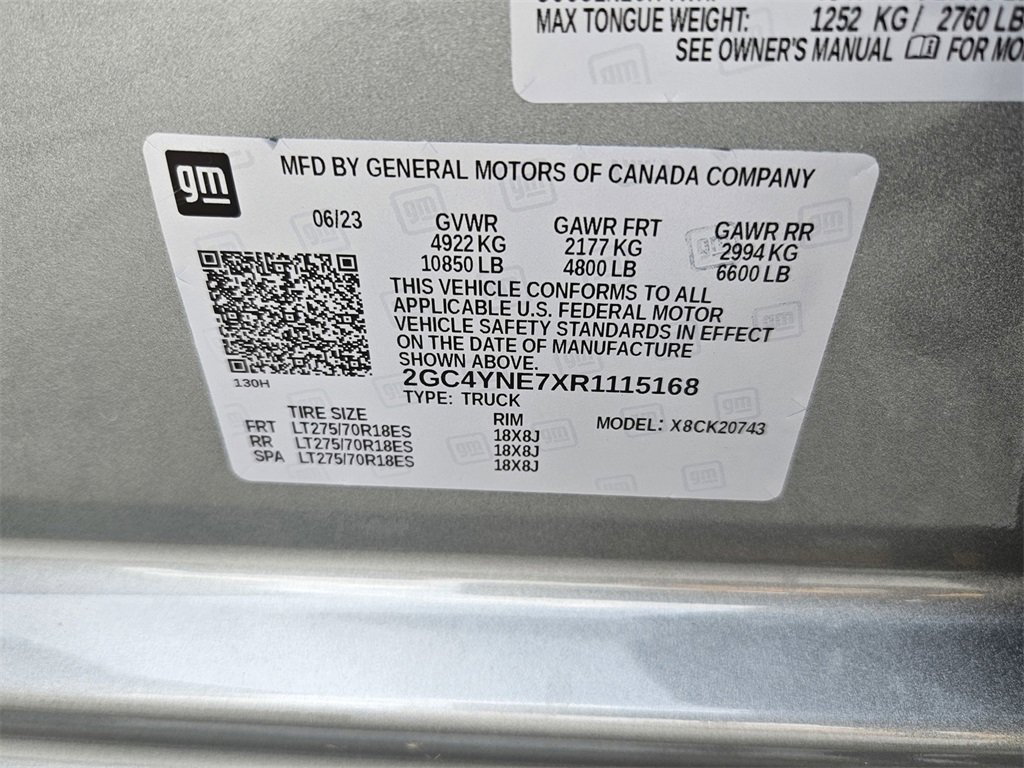 MAX TONGUE WEIGHT: 1252 KG / 2760 LB
SEE OWNER'S MANUAL FOR
gm MFD BY GENERAL MOTORS OF CANADA COMPANY
06/23 GVWR GAWR FRT GAWR RR
4922 KG 2177 KG 2994 KG
10850 LB 4800 LB 6600 LB
THIS VEHICLE CONFORMS TO ALL
APPLICABLE U.S. FEDERAL MOTOR
VEHICLE SAFETY STANDARDS IN EFFECT
ON THE DATE OF MANUFACTURE
SHOWN ABOVE.
130H
2GC4YNE7XR1115168
TYPE: TRUCK
TIRE SIZE RIM MODEL: X8CK20743
FRT LT275/70R18ES 18X8J
RR LT275/70R18ES 18X8J
SPA LT275/70R18ES 18X8J